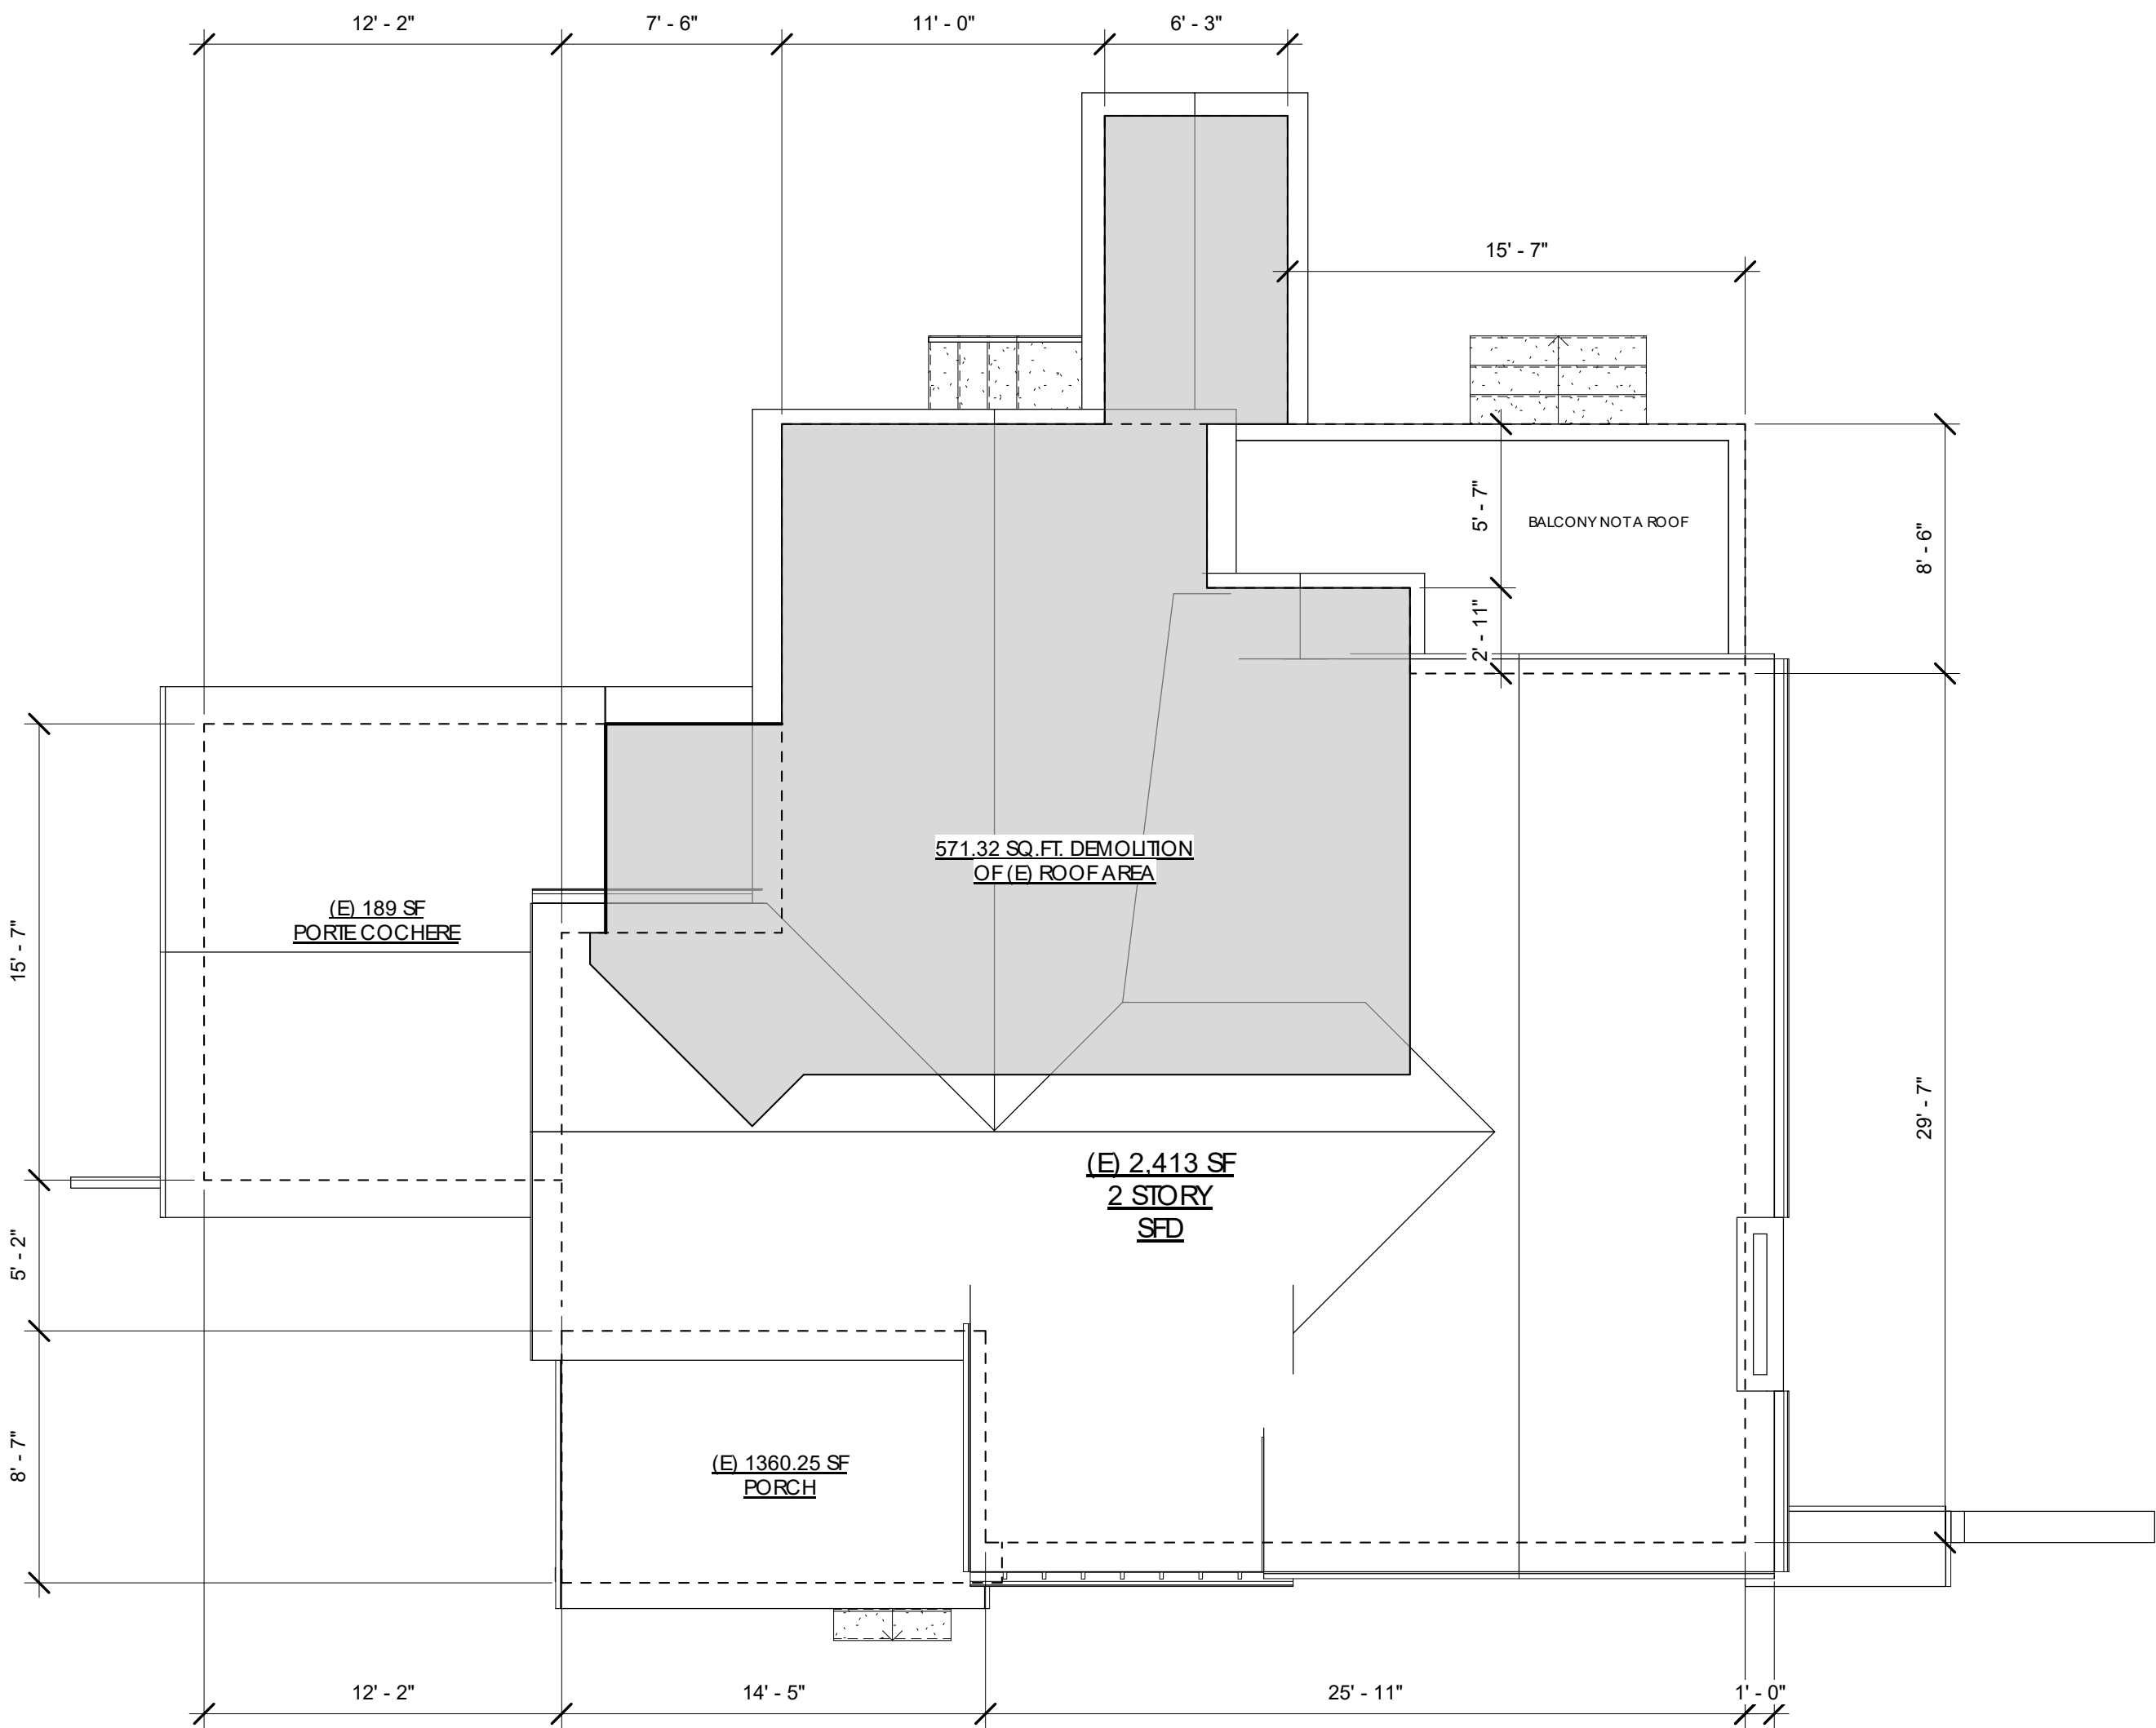 12' - 2"
7' - 6"
11' - 0"
6' - 3"
15' - 7"
5' - 7"
BALCONY NOT A ROOF
8' - 6"
2' - 11"
571.32 SQ.FT. DEMOLITION
OF (E) ROOF AREA
(E) 189 SF
PORTE COCHERE
15' - 7"
29' - 7"
(E) 2,413 SF
2 STORY
SFD
5' - 2"
8' - 7"
(E) 1360.25 SF
PORCH
12' - 2"
14' - 5"
25' - 11"
1' - 0"